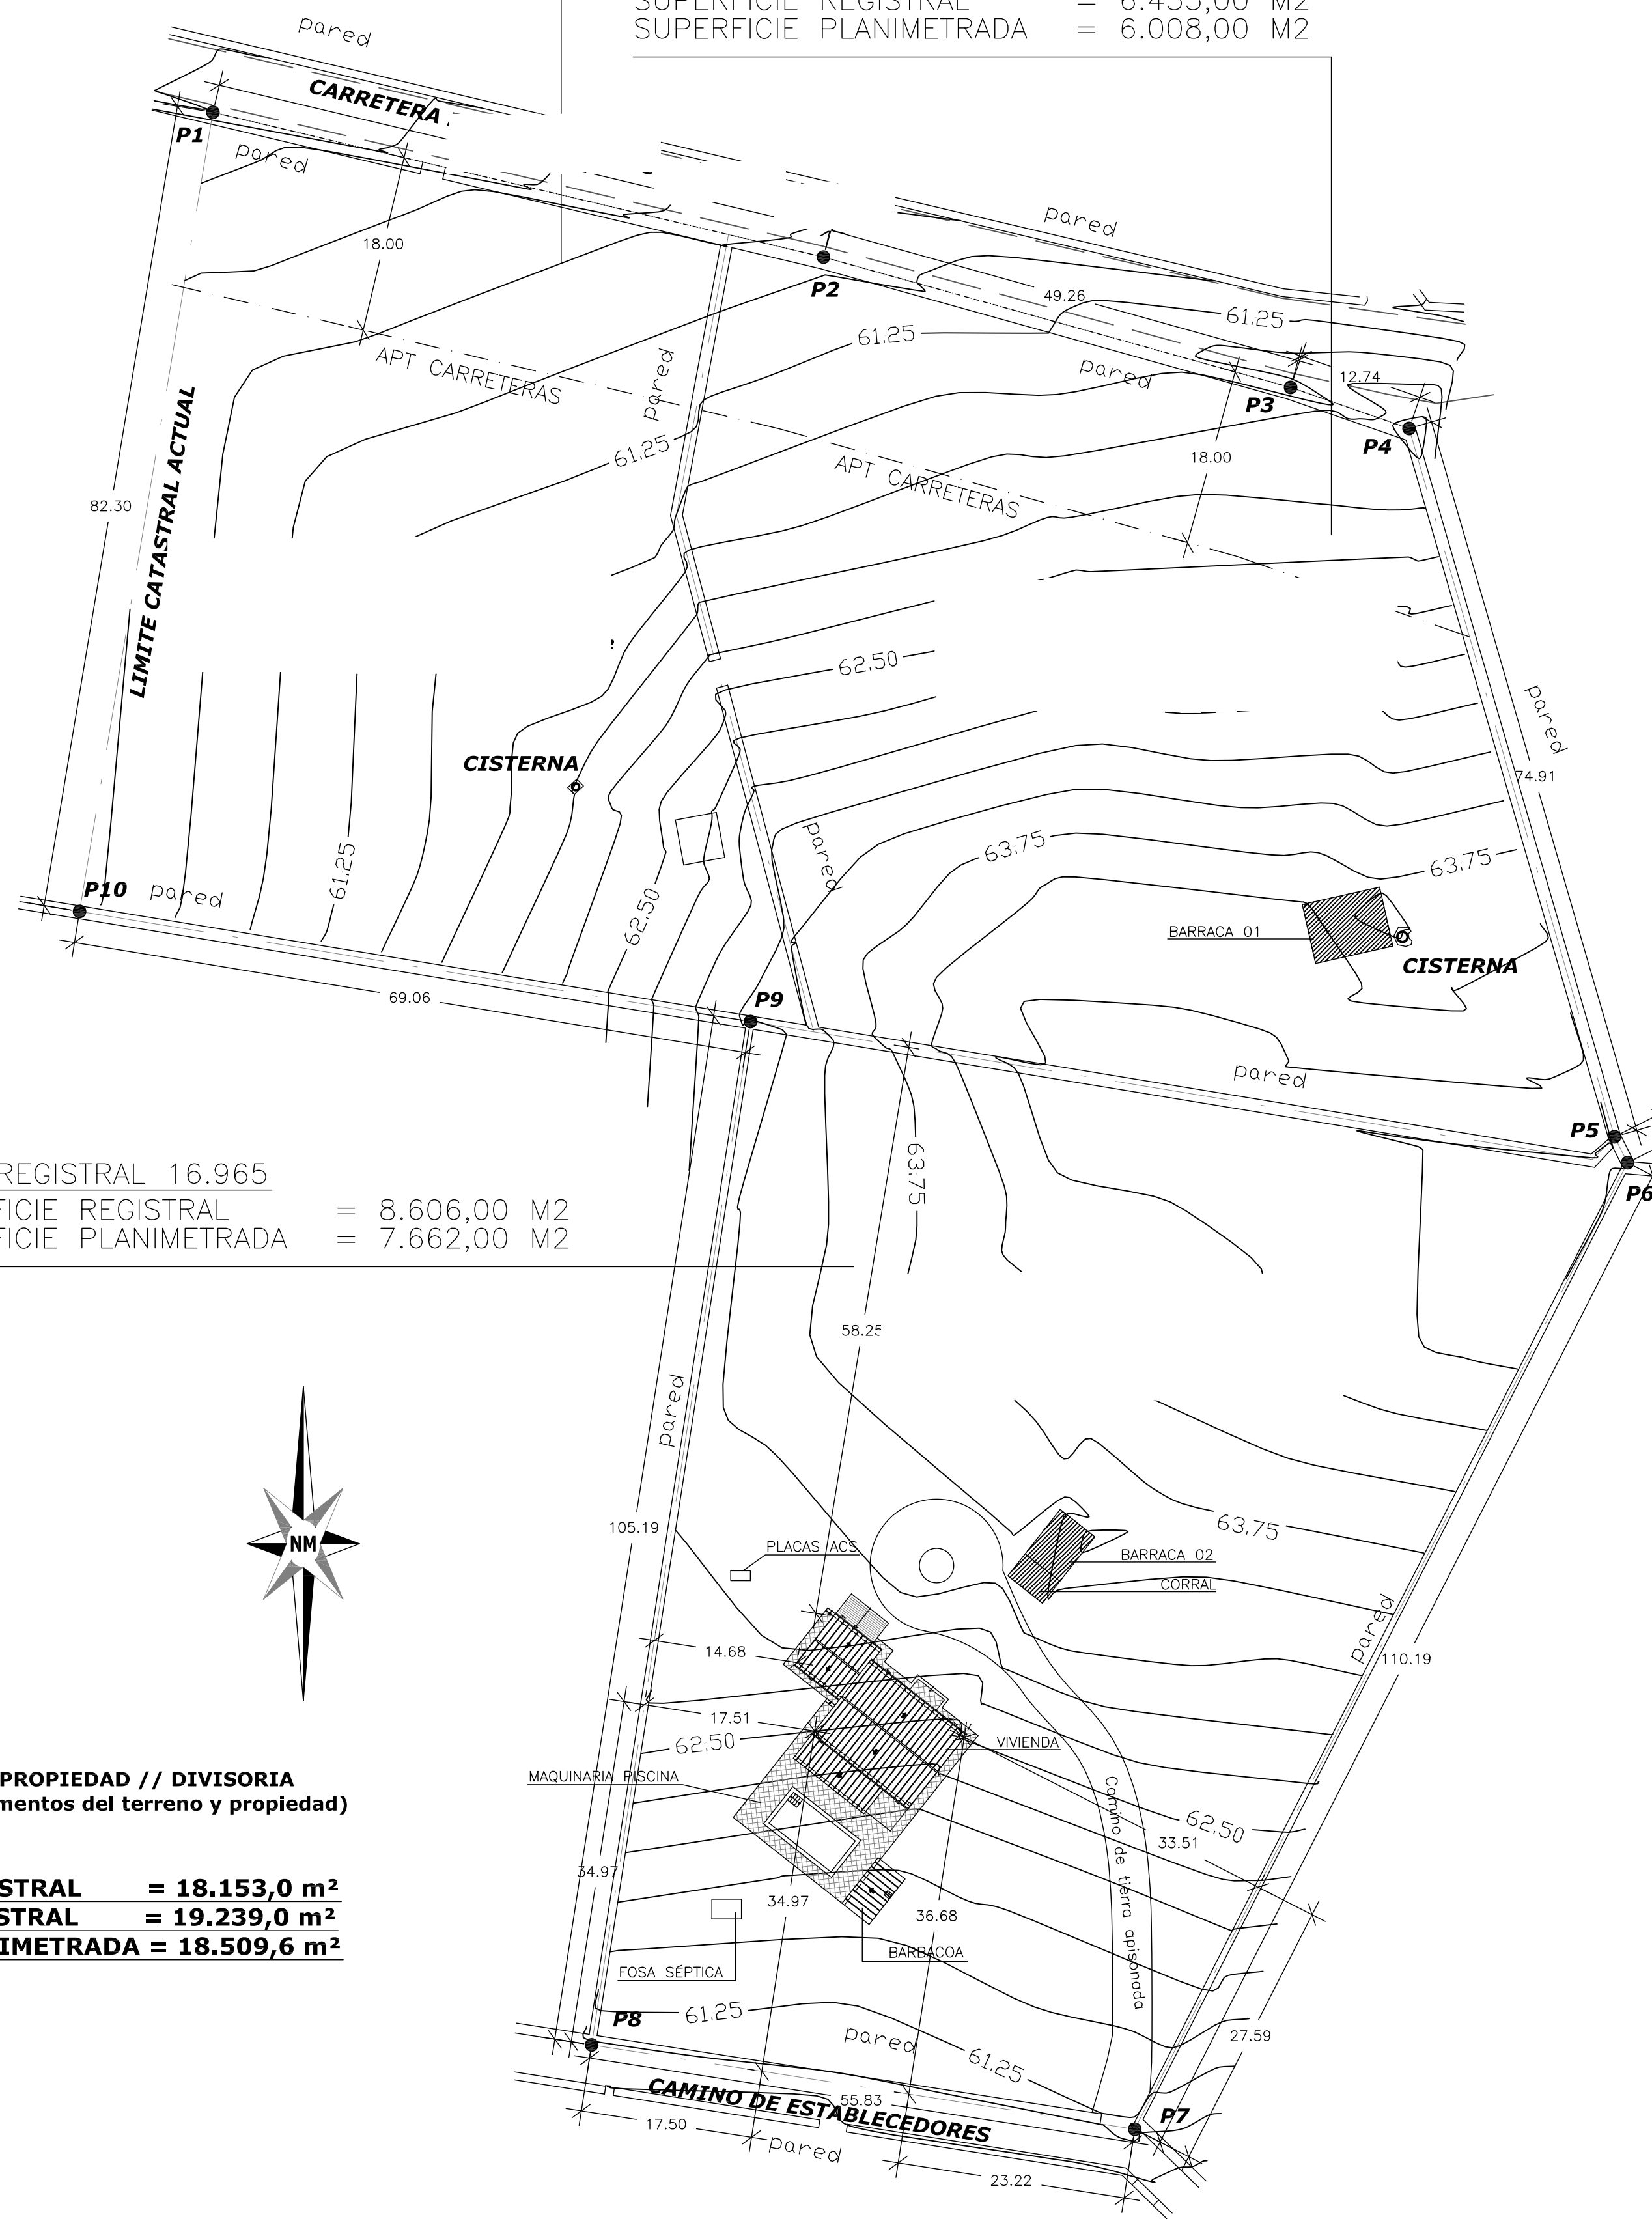 SUPERFICIE REGISTRAL = 6.455,00 M2
SUPERFICIE PLANIMETRADA = 6.008,00 M2
pared
CARRETERA
P1
pared
pared
18.00
P2
49.26
61.25
61.25
APT CARRETERAS
pared
pared
12.74
P3
P4
61.25
18.00
APT CARRETERAS
82.30
LIMITE CATASTRAL ACTUAL
62.50
pared
CISTERNA
74.91
pared
63.75
63.75
61.25
P10
pared
62.50
BARRACA 01
CISTERNA
69.06
P9
pared
P5
P6
63.75
REGISTRAL 16.965
FICIE REGISTRAL = 8.606,00 M2
FICIE PLANIMETRADA = 7.662,00 M2
58.25
pared
105.19
NM
PLACAS ACS
63.75
BARRACA 02
CORRAL
pared
14.68
110.19
17.51
62.50
VIVIENDA
MAQUINARIA PISCINA
PROPIEDAD // DIVISORIA
mentos del terreno y propiedad)
Camino de tierra apisonada
62.50
33.51
34.97
34.97
36.68
STRAL = 18.153,0 m²
STRAL = 19.239,0 m²
IMETRADA = 18.509,6 m²
BARBACOA
FOSA SÉPTICA
P8
61.25
pared
61.25
27.59
CAMINO DE ESTABLECEDORES
55.83
P7
17.50
pared
23.22